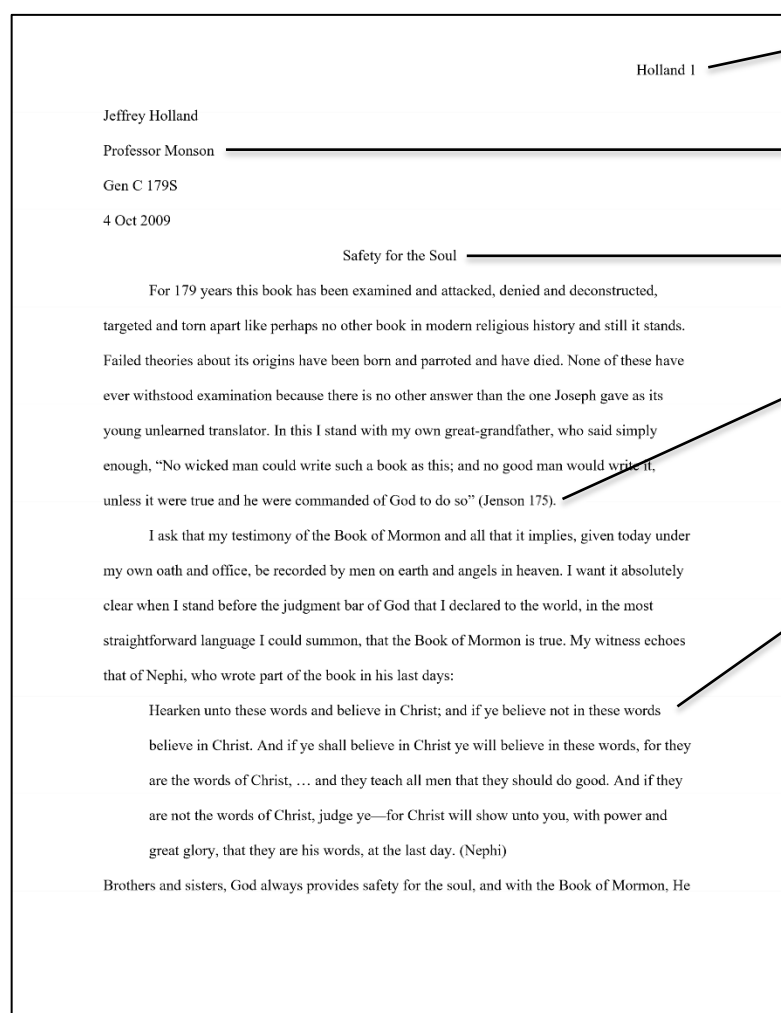 Holland 1
Jeffrey Holland
Professor Monson
Gen C 179S
4 Oct 2009
Safety for the Soul
For 179 years this book has been examined and attacked, denied and deconstructed,
targeted and torn apart like perhaps no other book in modern religious history and still it stands.
Failed theories about its origins have been born and parroted and have died. None of these have
ever withstood examination because there is no other answer than the one Joseph gave as its
young unlearned translator. In this I stand with my own great-grandfather, who said simply
enough, “No wicked man could write such a book as this; and no good man would write it,
unless it were true and he were commanded of God to do so” (Jenson 175).
I ask that my testimony of the Book of Mormon and all that it implies, given today under
my own oath and office, be recorded by men on earth and angels in heaven. I want it absolutely
clear when I stand before the judgment bar of God that I declared to the world, in the most
straightforward language I could summon, that the Book of Mormon is true. My witness echoes
that of Nephi, who wrote part of the book in his last days:
Hearken unto these words and believe in Christ; and if ye believe not in these words
believe in Christ. And if ye shall believe in Christ ye will believe in these words, for they
are the words of Christ, … and they teach all men that they should do good. And if they
are not the words of Christ, judge ye—for Christ will show unto you, with power and
great glory, that they are his words, at the last day. (Nephi)
Brothers and sisters, God always provides safety for the soul, and with the Book of Mormon, He